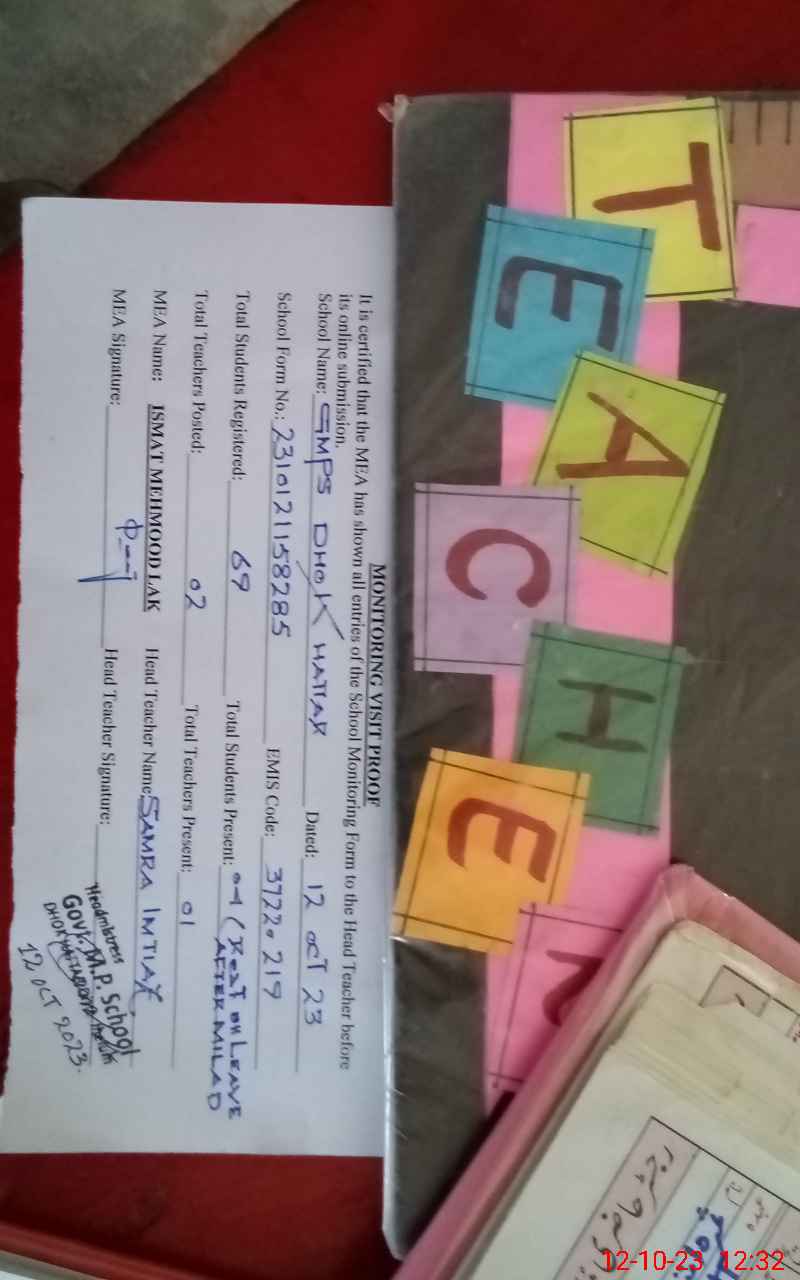 MONITORING VISIT PROOF
It is certified that the MEA has shown all entries of the School Monitoring Form to the Head Teacher before
its online submission.
School Name: GMPS DHOK HATTAR Dated: 12 OCT 23
School Form No.: 2310121158285 EMIS Code: 37220219
Total Students Registered: 69 Total Students Present: 04 (Rest on LEAVE
AFTER MILAD
Total Teachers Posted: 02 Total Teachers Present: 01
MEA Name: ISMAT MEHMOOD LAK Head Teacher Name: SAMRA IMTIAZ
MEA Signature: Head Teacher Signature:
Headmistress
Govt. M.P. School
12 OCT 2023.
T
E
A
C
H
E
R
رجسٹر حاضری
عہدہ
12-10-23 12:32